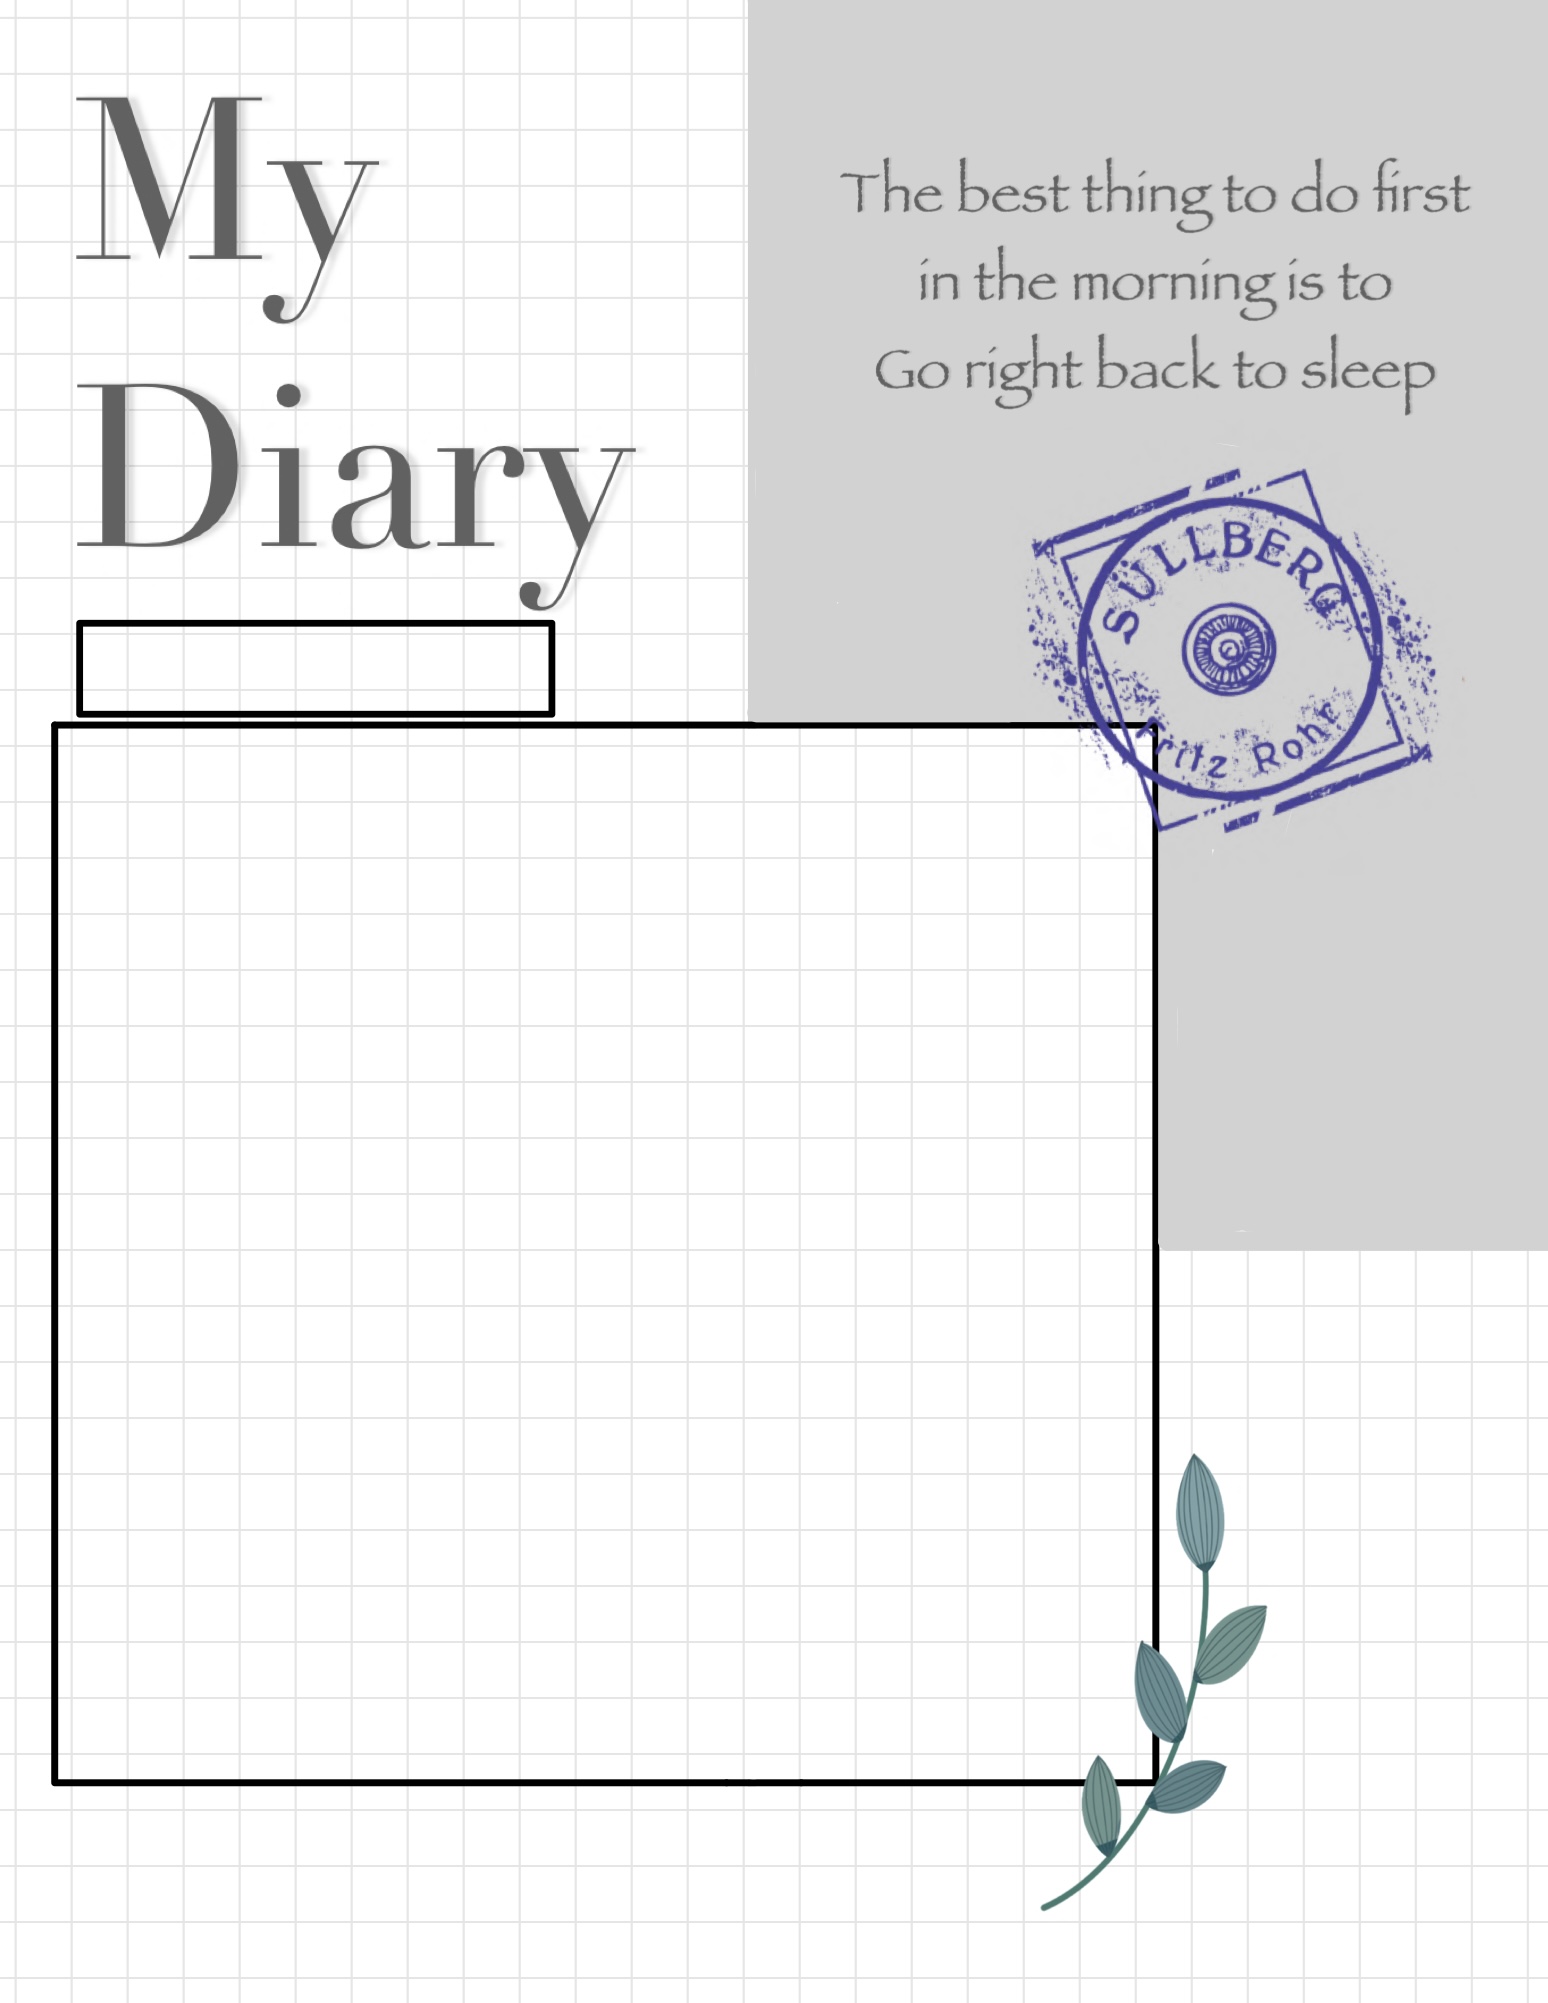 My
Diary
The best thing to do first
in the morning is to
Go right back to sleep
SÜLLBERG
Fritz Rohr